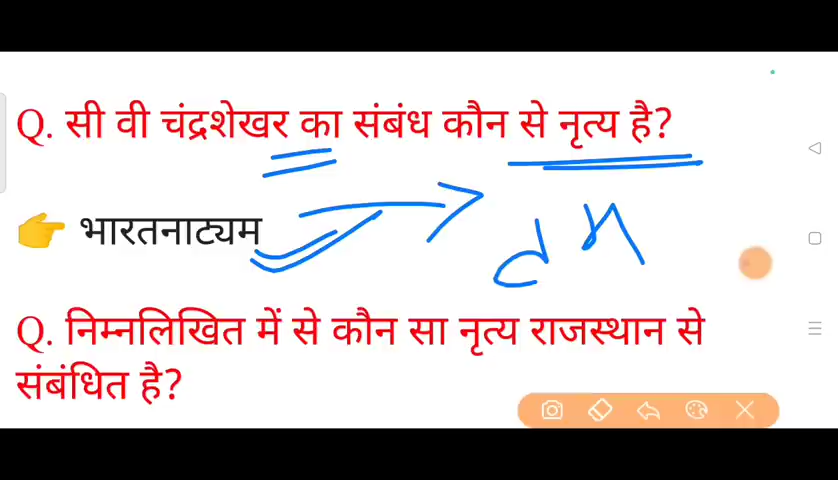 Q. सी वी चंद्रशेखर का संबंध कौन से नृत्य है?
👉 भारतनाट्यम
Q. निम्नलिखित में से कौन सा नृत्य राजस्थान से
संबंधित है?